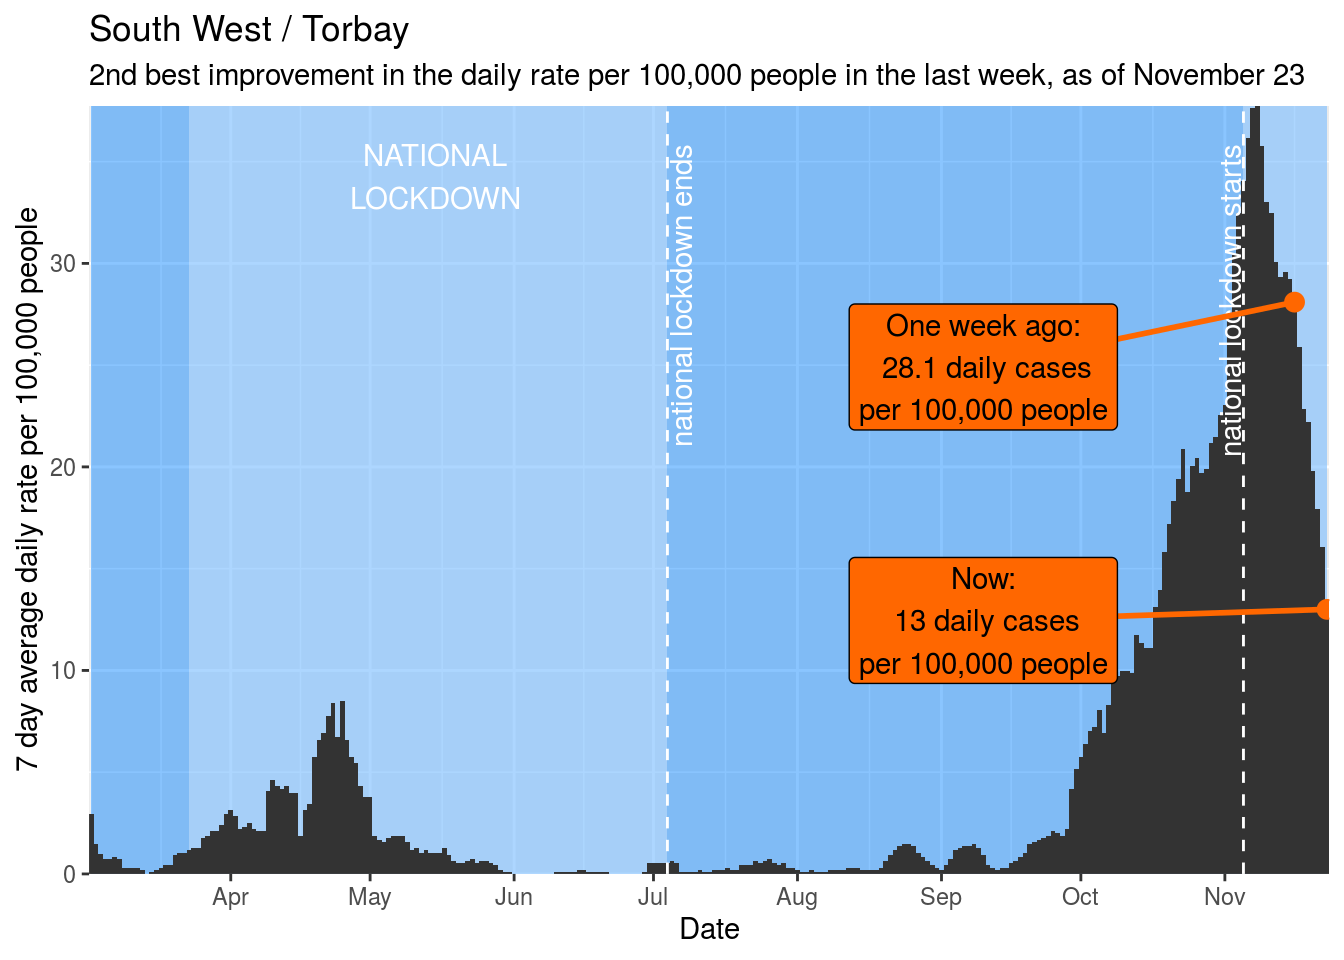 South West / Torbay
2nd best improvement in the daily rate per 100,000 people in the last week, as of November 23
7 day average daily rate per 100,000 people
30
20
10
0
NATIONAL
LOCKDOWN
national lockdown ends
national lockdown starts
One week ago:
28.1 daily cases
per 100,000 people
Now:
13 daily cases
per 100,000 people
Apr
May
Jun
Jul
Aug
Sep
Oct
Nov
Date